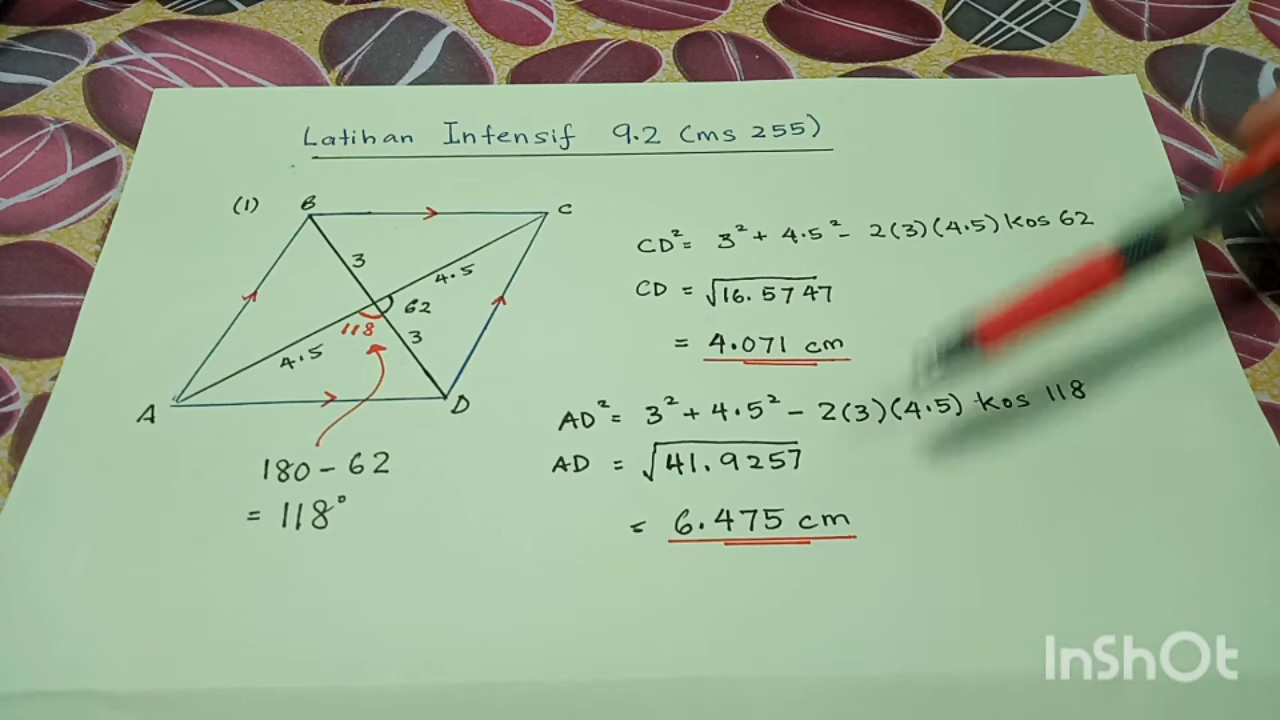 Latihan Intensif 9.2 (ms 255)
(1)
B
C
3
4.5
62
118
3
4.5
A
D
180 - 62
= 118°
CD² = 3² + 4.5² - 2(3)(4.5) kos 62
CD = √16.5747
= 4.071 cm
AD² = 3² + 4.5² - 2(3)(4.5) kos 118
AD = √41.9257
= 6.475 cm
InShOt